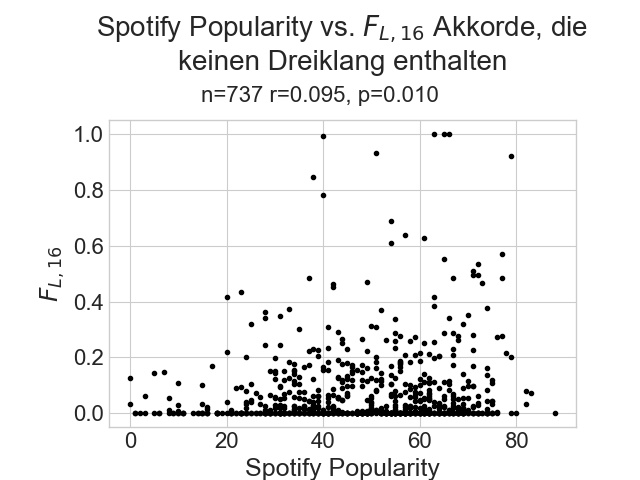 Spotify Popularity vs. F_{L,16} Akkorde, die
keinen Dreiklang enthalten
n=737 r=0.095, p=0.010
1.0
0.8
0.6
0.4
0.2
0.0
F_{L,16}
0 20 40 60 80
Spotify Popularity